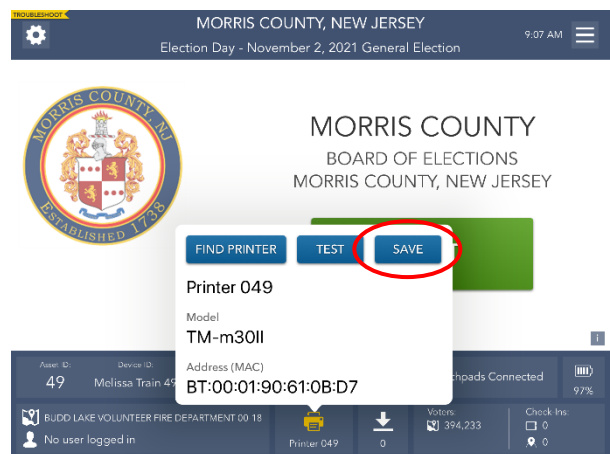 TROUBLESHOOT
MORRIS COUNTY, NEW JERSEY
Election Day - November 2, 2021 General Election
9:07 AM
MORRIS COUNTY, NJ
ESTABLISHED 1738
MORRIS COUNTY
BOARD OF ELECTIONS
MORRIS COUNTY, NEW JERSEY
FIND PRINTER TEST SAVE
Printer 049
Model
TM-m30II
Address (MAC)
BT:00:01:90:61:0B:D7
i
Asset ID: Device ID:
49 Melissa Train 49
Connected
97%
BUDD LAKE VOLUNTEER FIRE DEPARTMENT 00 18
No user logged in
Printer 049
0
Voters:
394,233
Check-Ins:
0
0